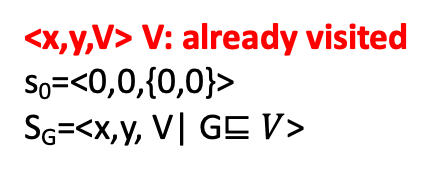 <x,y,V> V: already visited
s₀=<0,0,{0,0}>
S_G=<x,y, V| G⊑ V>